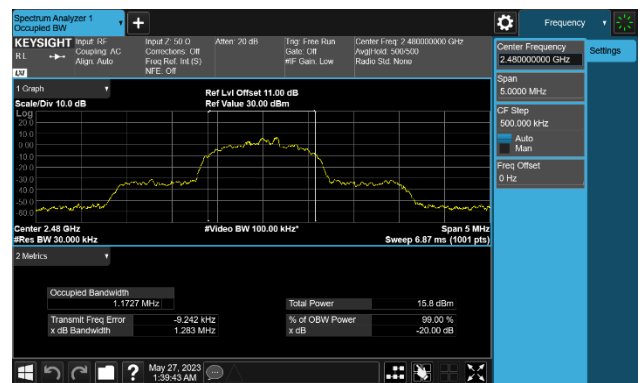 Spectrum Analyzer 1
Occupied BW
+
Frequency
KEYSIGHT
Input: RF
Input Z: 50 Ω
Atten: 20 dB
Trig: Free Run
Center Freq: 2.480000000 GHz
RL
Coupling: AC
Corrections: Off
Gate: Off
Avg|Hold: 500/500
Align: Auto
Freq Ref: Int (S)
#IF Gain: Low
Radio Std: None
LXI
NFE: Off
Center Frequency
2.480000000 GHz
Settings
Span
5.0000 MHz
CF Step
500.000 kHz
Auto
Man
Freq Offset
0 Hz
1 Graph
Ref Lvl Offset 11.00 dB
Scale/Div 10.0 dB
Ref Value 30.00 dBm
Log
20.0
10.0
0.00
-10.0
-20.0
-30.0
-40.0
-50.0
-60.0
Center 2.48 GHz
#Video BW 100.00 kHz*
Span 5 MHz
#Res BW 30.000 kHz
Sweep 6.87 ms (1001 pts)
2 Metrics
Occupied Bandwidth
1.1727 MHz
Total Power
15.8 dBm
Transmit Freq Error
-9.242 kHz
% of OBW Power
99.00 %
x dB Bandwidth
1.283 MHz
x dB
-20.00 dB
?
May 27, 2023
1:39:43 AM